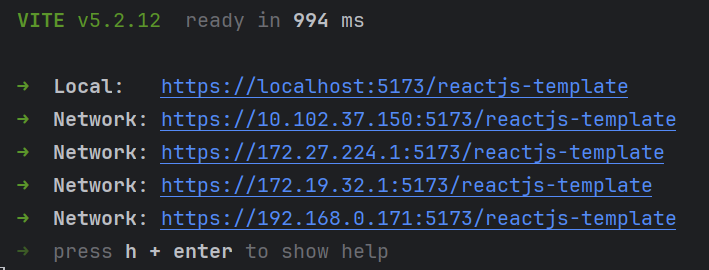 VITE v5.2.12 ready in 994 ms
➜ Local: https://localhost:5173/reactjs-template
➜ Network: https://10.102.37.150:5173/reactjs-template
➜ Network: https://172.27.224.1:5173/reactjs-template
➜ Network: https://172.19.32.1:5173/reactjs-template
➜ Network: https://192.168.0.171:5173/reactjs-template
➜ press h + enter to show help